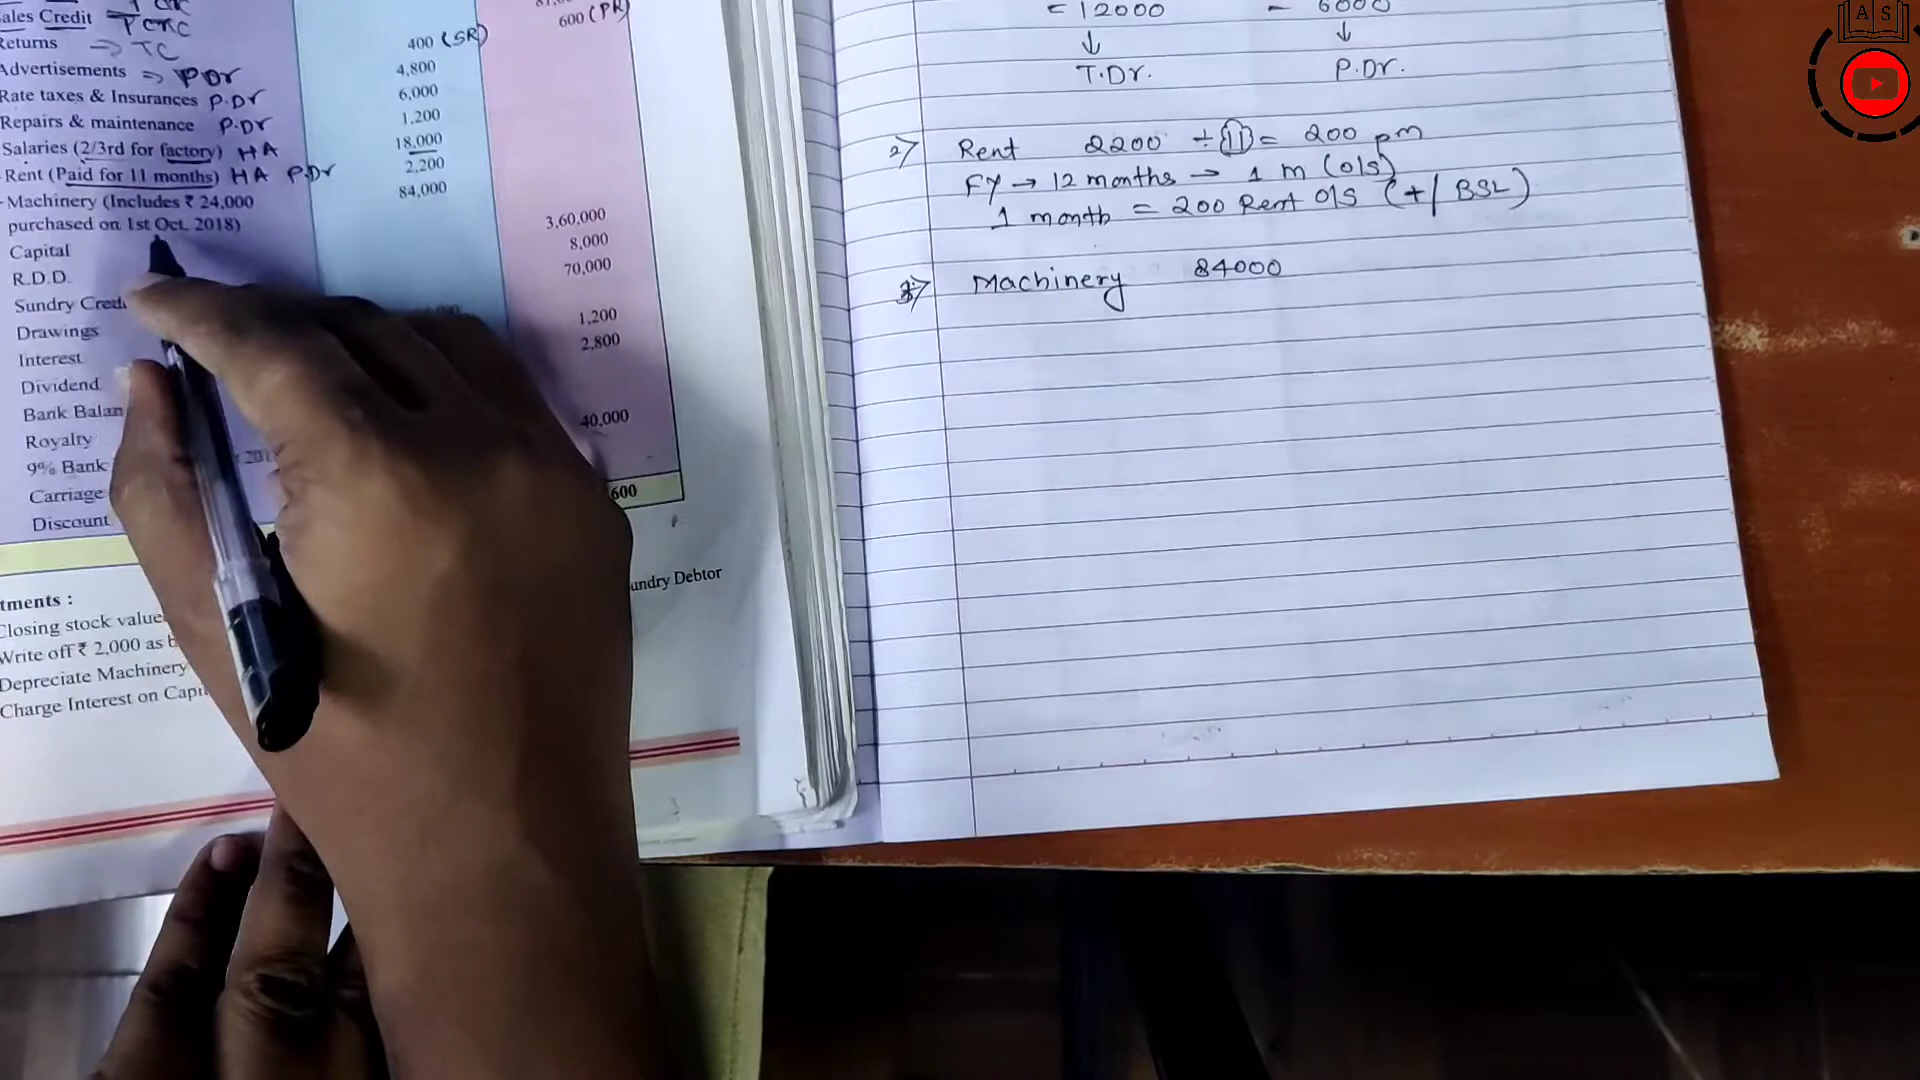 ales Credit TCrC
Returns ⇒ TC 400 (SR) 600 (PR)
Advertisements ⇒ PDr 4,800
Rate taxes & Insurances P.Dr 6,000
Repairs & maintenance P.Dr 1,200
Salaries (2/3rd for factory) HA 18,000
Rent (Paid for 11 months) HA P.Dr 2,200
Machinery (Includes ₹ 24,000 84,000
purchased on 1st Oct. 2018)
Capital 3,60,000
R.D.D. 8,000
Sundry Cred 70,000
Drawings
Interest 1,200
Dividend 2,800
Bank Balan
Royalty 40,000
9% Bank 201
Carriage
Discount 600
tments :
Closing stock value undry Debtor
Write off ₹ 2,000 as b
Depreciate Machinery
Charge Interest on Capi
= 12000 = 6000
↓ ↓
T.Dr. P.Dr.
2) Rent 2200 ÷ 11 = 200 pm
FY → 12 months → 1 m (o/s)
1 month = 200 Rent O/S (+/ BSL)
3) Machinery 84000
A S